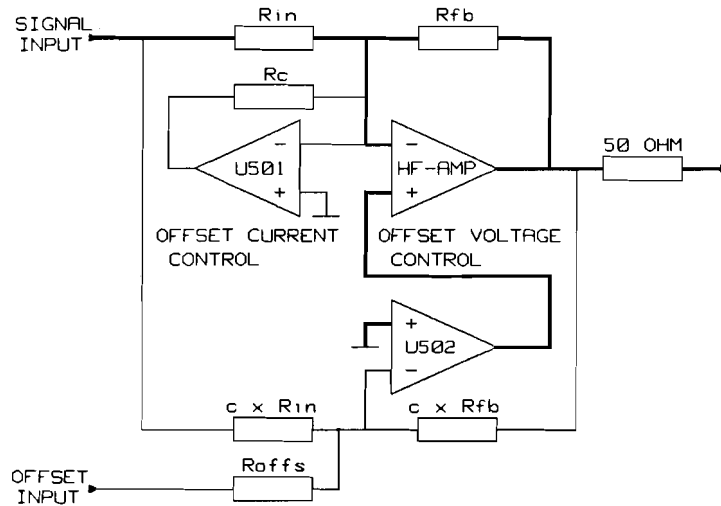 SIGNAL
INPUT
Rin
Rfb
Rc
-
U501
+
-
HF-AMP
+
50 OHM
OFFSET CURRENT
CONTROL
OFFSET VOLTAGE
CONTROL
+
U502
-
c x Rin
c x Rfb
Roffs
OFFSET
INPUT